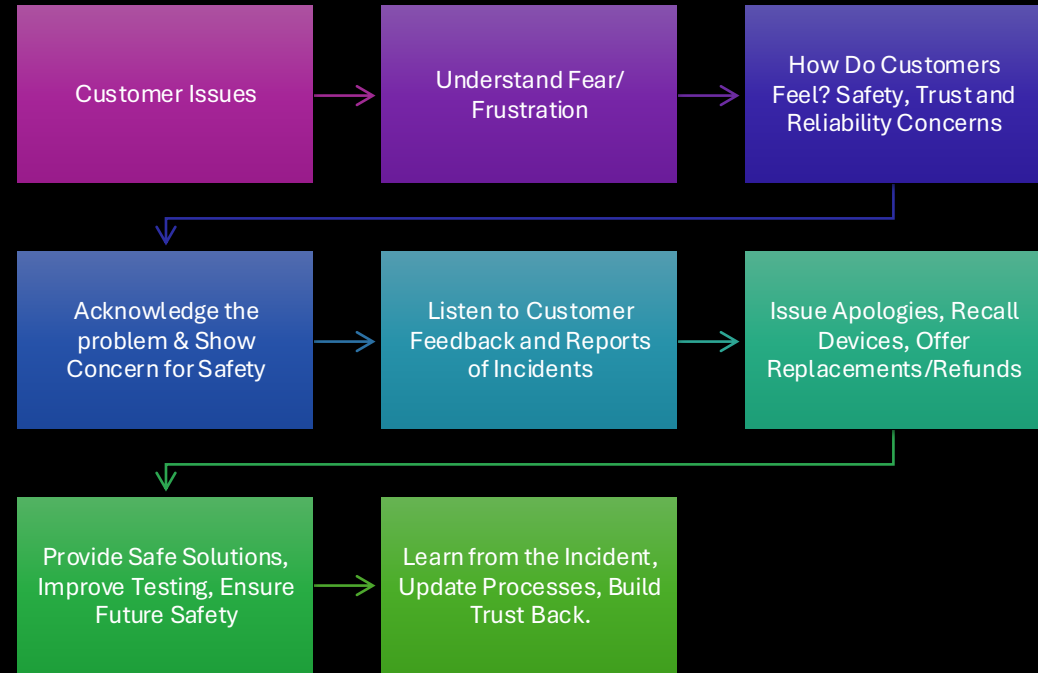 Customer Issues
Understand Fear/
Frustration
How Do Customers
Feel? Safety, Trust and
Reliability Concerns
Acknowledge the
problem & Show
Concern for Safety
Listen to Customer
Feedback and Reports
of Incidents
Issue Apologies, Recall
Devices, Offer
Replacements/Refunds
Provide Safe Solutions,
Improve Testing, Ensure
Future Safety
Learn from the Incident,
Update Processes, Build
Trust Back.